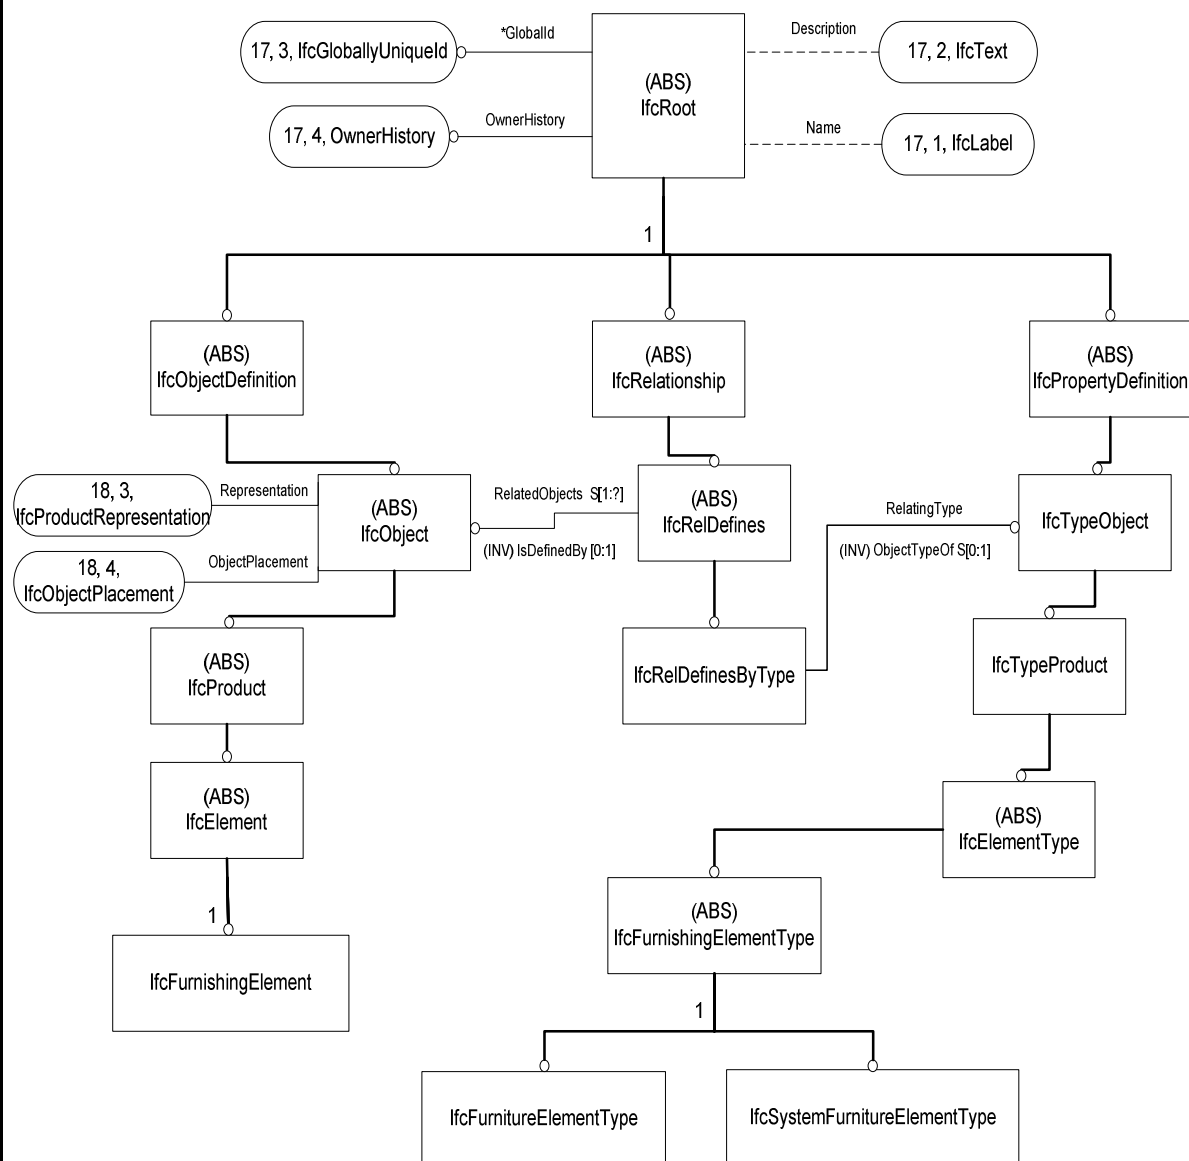 *GlobalId
Description
17, 3, IfcGloballyUniqueId
17, 2, IfcText
(ABS)
IfcRoot
OwnerHistory
Name
17, 4, OwnerHistory
17, 1, IfcLabel
1
(ABS)
IfcObjectDefinition
(ABS)
IfcRelationship
(ABS)
IfcPropertyDefinition
18, 3,
IfcProductRepresentation
Representation
(ABS)
IfcObject
RelatedObjects S[1:?]
(INV) IsDefinedBy [0:1]
(ABS)
IfcRelDefines
RelatingType
(INV) ObjectTypeOf S[0:1]
IfcTypeObject
18, 4,
IfcObjectPlacement
ObjectPlacement
(ABS)
IfcProduct
IfcRelDefinesByType
IfcTypeProduct
(ABS)
IfcElement
(ABS)
IfcElementType
1
(ABS)
IfcFurnishingElementType
IfcFurnishingElement
1
IfcFurnitureElementType
IfcSystemFurnitureElementType